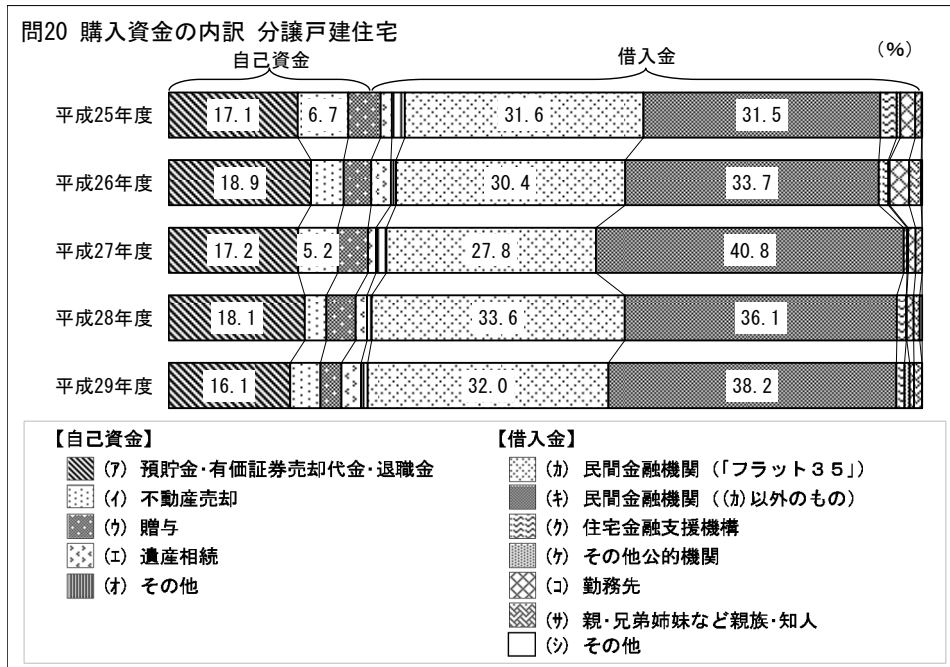 問20 購入資金の内訳 分譲戸建住宅
自己資金 借入金 (%)
平成25年度 17.1 6.7 31.6 31.5
平成26年度 18.9 30.4 33.7
平成27年度 17.2 5.2 27.8 40.8
平成28年度 18.1 33.6 36.1
平成29年度 16.1 32.0 38.2
【自己資金】
(ｱ) 預貯金･有価証券売却代金･退職金
(ｲ) 不動産売却
(ｳ) 贈与
(ｴ) 遺産相続
(ｵ) その他
【借入金】
(ｶ) 民間金融機関（｢フラット３５｣）
(ｷ) 民間金融機関（(ｶ)以外のもの）
(ｸ) 住宅金融支援機構
(ｹ) その他公的機関
(ｺ) 勤務先
(ｻ) 親･兄弟姉妹など親族･知人
(ｼ) その他